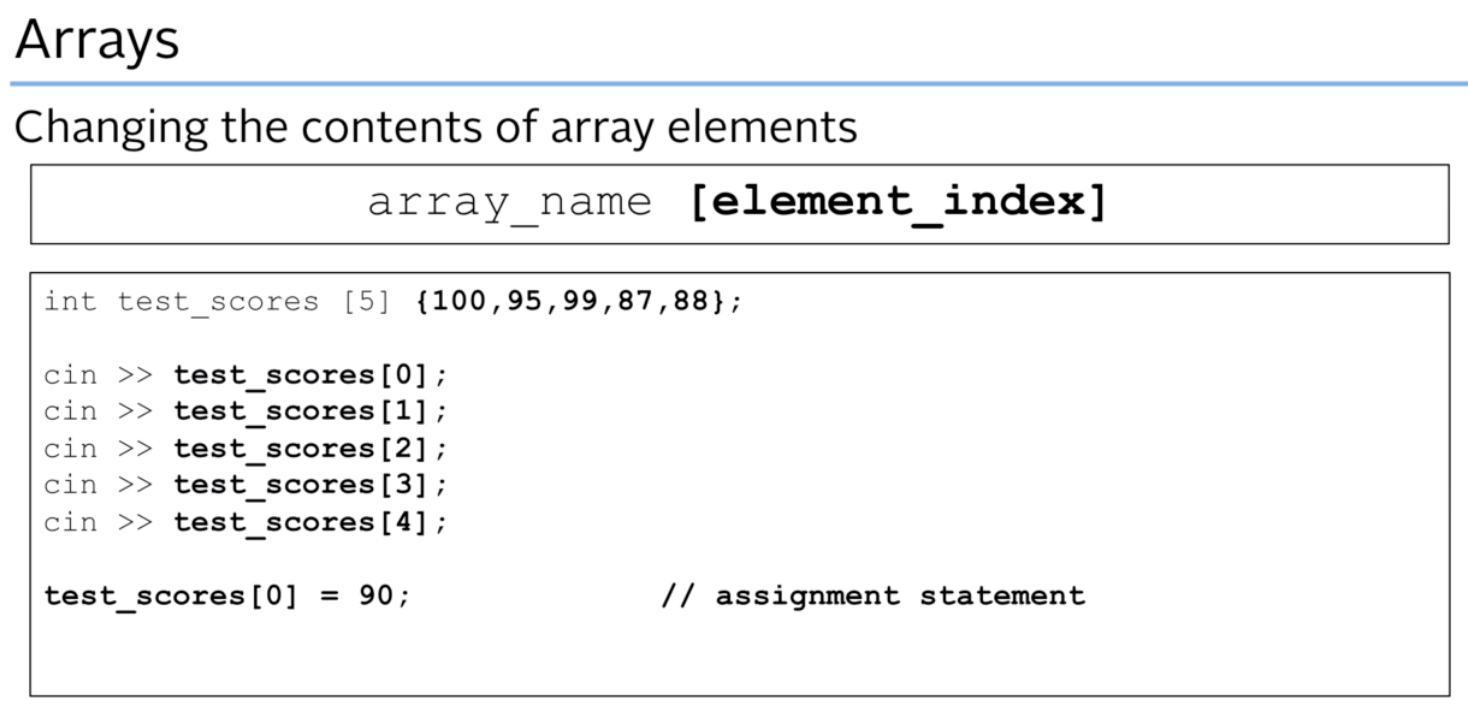 Arrays
Changing the contents of array elements
array_name [element_index]
int test_scores [5] {100,95,99,87,88};
cin >> test_scores[0];
cin >> test_scores[1];
cin >> test_scores[2];
cin >> test_scores[3];
cin >> test_scores[4];
test_scores[0] = 90; // assignment statement